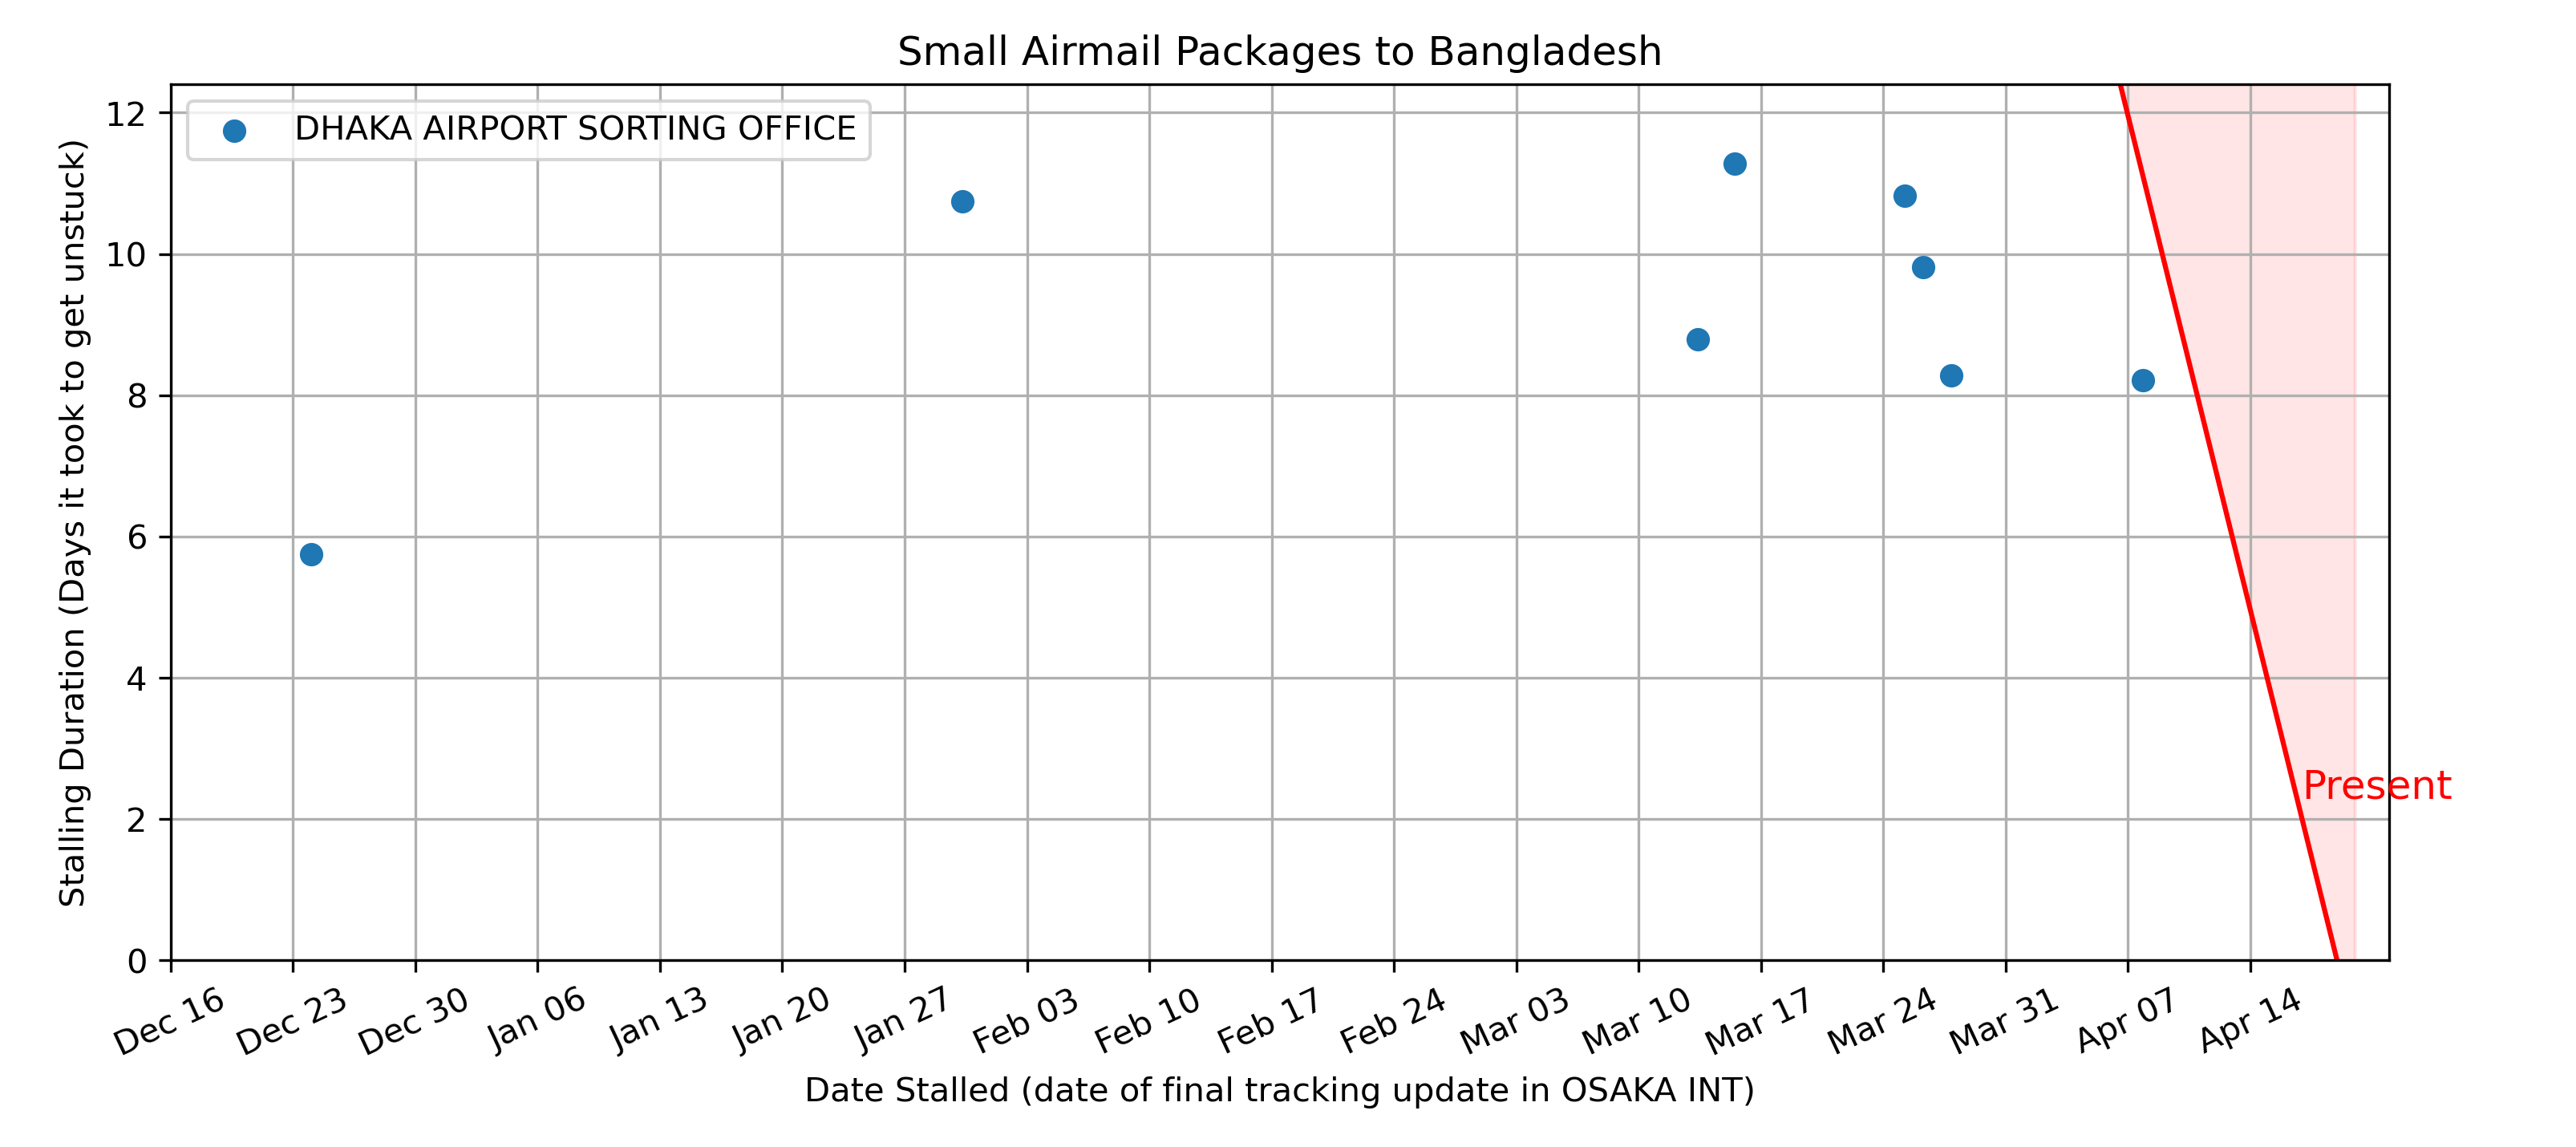 Small Airmail Packages to Bangladesh
DHAKA AIRPORT SORTING OFFICE
Stalling Duration (Days it took to get unstuck)
12
10
8
6
4
2
0
Present
Dec 16
Dec 23
Dec 30
Jan 06
Jan 13
Jan 20
Jan 27
Feb 03
Feb 10
Feb 17
Feb 24
Mar 03
Mar 10
Mar 17
Mar 24
Mar 31
Apr 07
Apr 14
Date Stalled (date of final tracking update in OSAKA INT)